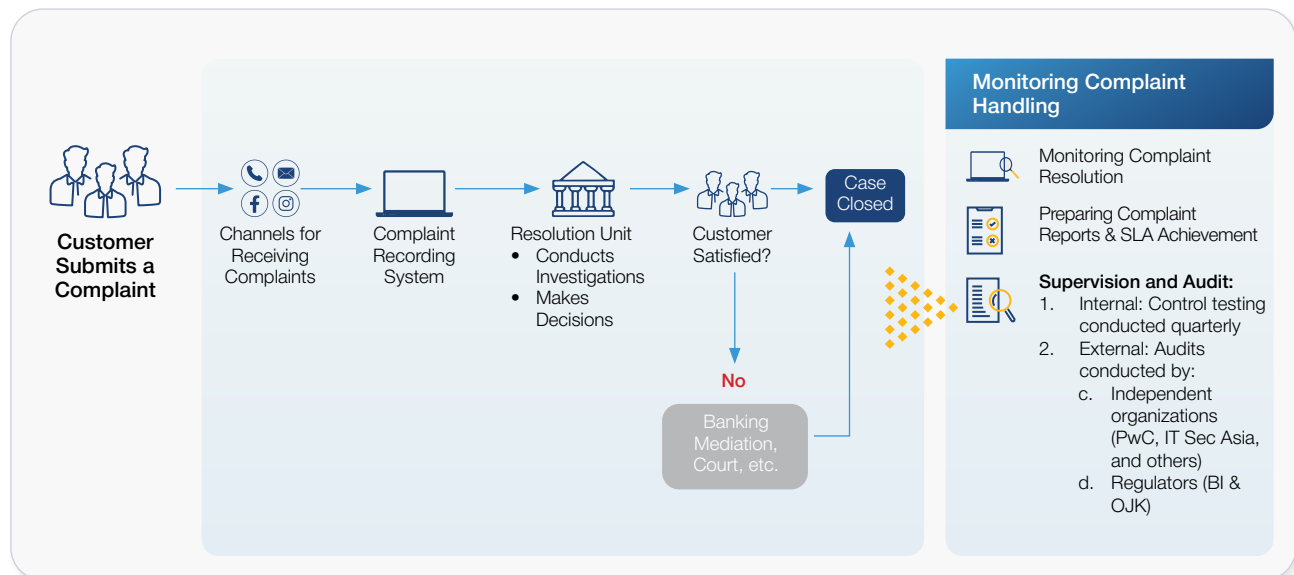 Customer
Submits a
Complaint
Channels for
Receiving
Complaints
Complaint
Recording
System
Resolution Unit
• Conducts
Investigations
• Makes
Decisions
Customer
Satisfied?
Case
Closed
No
Banking
Mediation,
Court, etc.
Monitoring Complaint
Handling
Monitoring Complaint
Resolution
Preparing Complaint
Reports & SLA Achievement
Supervision and Audit:
1. Internal: Control testing
conducted quarterly
2. External: Audits
conducted by:
c. Independent
organizations
(PwC, IT Sec Asia,
and others)
d. Regulators (BI &
OJK)